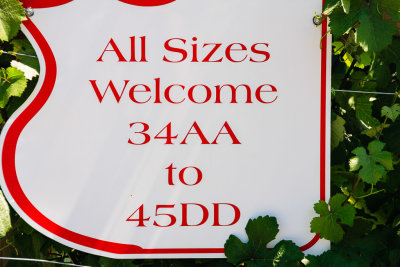 All Sizes
Welcome
34AA
to
45DD